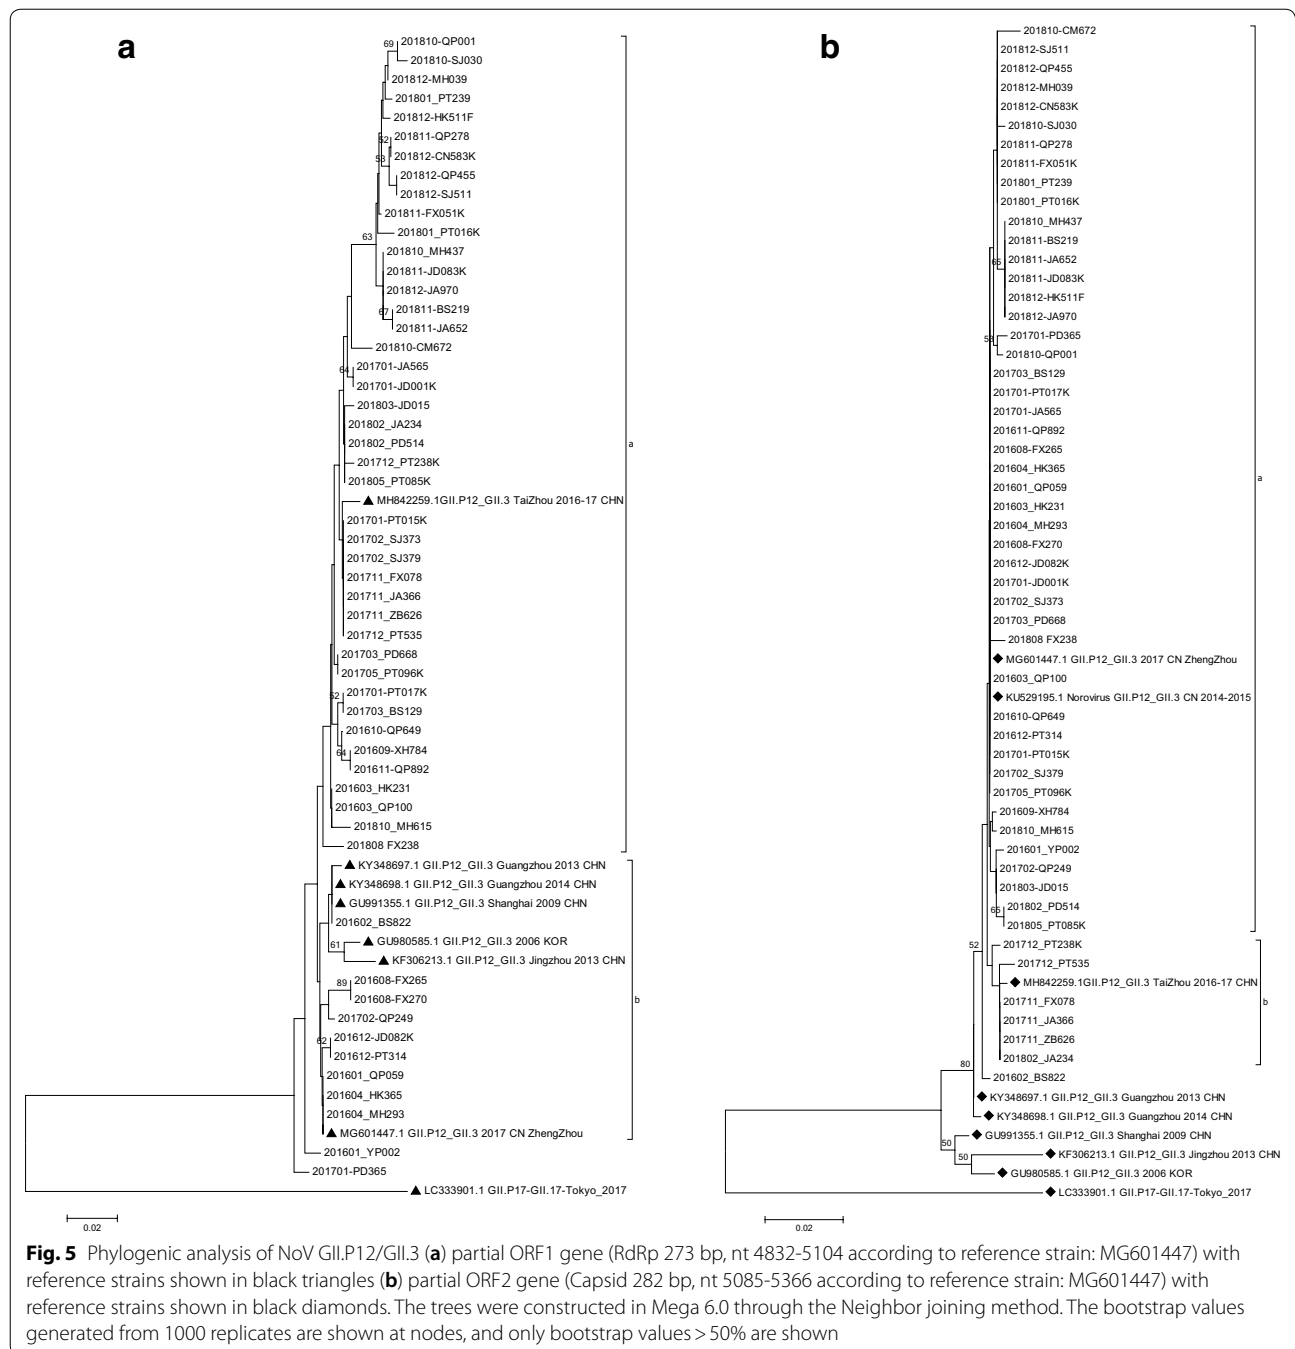 a
69
201810-QP001
201810-SJ030
201812-MH039
201801_PT239
201812-HK511F
52
201811-QP278
53
201812-CN583K
201812-QP455
201812-SJ511
201811-FX051K
201801_PT016K
63
201810_MH437
201811-JD083K
201812-JA970
67
201811-BS219
201811-JA652
201810-CM672
64
201701-JA565
201701-JD001K
201803-JD015
201802_JA234
201802_PD514
a
201712_PT238K
201805_PT085K
MH842259.1GII.P12_GII.3 TaiZhou 2016-17 CHN
201701-PT015K
201702_SJ373
201702_SJ379
201711_FX078
201711_JA366
201711_ZB626
201712_PT535
201703_PD668
201705_PT096K
52
201701-PT017K
201703_BS129
201610-QP649
64
201609-XH784
201611-QP892
201603_HK231
201603_QP100
201810_MH615
201808 FX238
KY348697.1 GII.P12_GII.3 Guangzhou 2013 CHN
KY348698.1 GII.P12_GII.3 Guangzhou 2014 CHN
GU991355.1 GII.P12_GII.3 Shanghai 2009 CHN
201602_BS822
61
GU980585.1 GII.P12_GII.3 2006 KOR
KF306213.1 GII.P12_GII.3 Jingzhou 2013 CHN
89
201608-FX265
201608-FX270
b
201702-QP249
62
201612-JD082K
201612-PT314
201601_QP059
201604_HK365
201604_MH293
MG601447.1 GII.P12_GII.3 2017 CN ZhengZhou
201601_YP002
201701-PD365
LC333901.1 GII.P17-GII.17-Tokyo_2017
0.02
b
201810-CM672
201812-SJ511
201812-QP455
201812-MH039
201812-CN583K
201810-SJ030
201811-QP278
201811-FX051K
201801_PT239
201801_PT016K
201810_MH437
201811-BS219
65
201811-JA652
201811-JD083K
201812-HK511F
201812-JA970
201701-PD365
201810-QP001
201703_BS129
201701-PT017K
201701-JA565
201611-QP892
201608-FX265
201604_HK365
a
201601_QP059
201603_HK231
201604_MH293
201608-FX270
201612-JD082K
201701-JD001K
201702_SJ373
201703_PD668
201808 FX238
MG601447.1 GII.P12_GII.3 2017 CN ZhengZhou
201603_QP100
KU529195.1 Norovirus GII.P12_GII.3 CN 2014-2015
201610-QP649
201612-PT314
201701-PT015K
201702_SJ379
201705_PT096K
201609-XH784
201810_MH615
201601_YP002
201702-QP249
201803-JD015
65
201802_PD514
201805_PT085K
52
201712_PT238K
201712_PT535
MH842259.1GII.P12_GII.3 TaiZhou 2016-17 CHN
201711_FX078
b
201711_JA366
201711_ZB626
201802_JA234
80
201602_BS822
KY348697.1 GII.P12_GII.3 Guangzhou 2013 CHN
KY348698.1 GII.P12_GII.3 Guangzhou 2014 CHN
50
GU991355.1 GII.P12_GII.3 Shanghai 2009 CHN
50
KF306213.1 GII.P12_GII.3 Jingzhou 2013 CHN
GU980585.1 GII.P12_GII.3 2006 KOR
LC333901.1 GII.P17-GII.17-Tokyo_2017
0.02
Fig. 5 Phylogenic analysis of NoV GII.P12/GII.3 (a) partial ORF1 gene (RdRp 273 bp, nt 4832-5104 according to reference strain: MG601447) with
reference strains shown in black triangles (b) partial ORF2 gene (Capsid 282 bp, nt 5085-5366 according to reference strain: MG601447) with
reference strains shown in black diamonds. The trees were constructed in Mega 6.0 through the Neighbor joining method. The bootstrap values
generated from 1000 replicates are shown at nodes, and only bootstrap values > 50% are shown